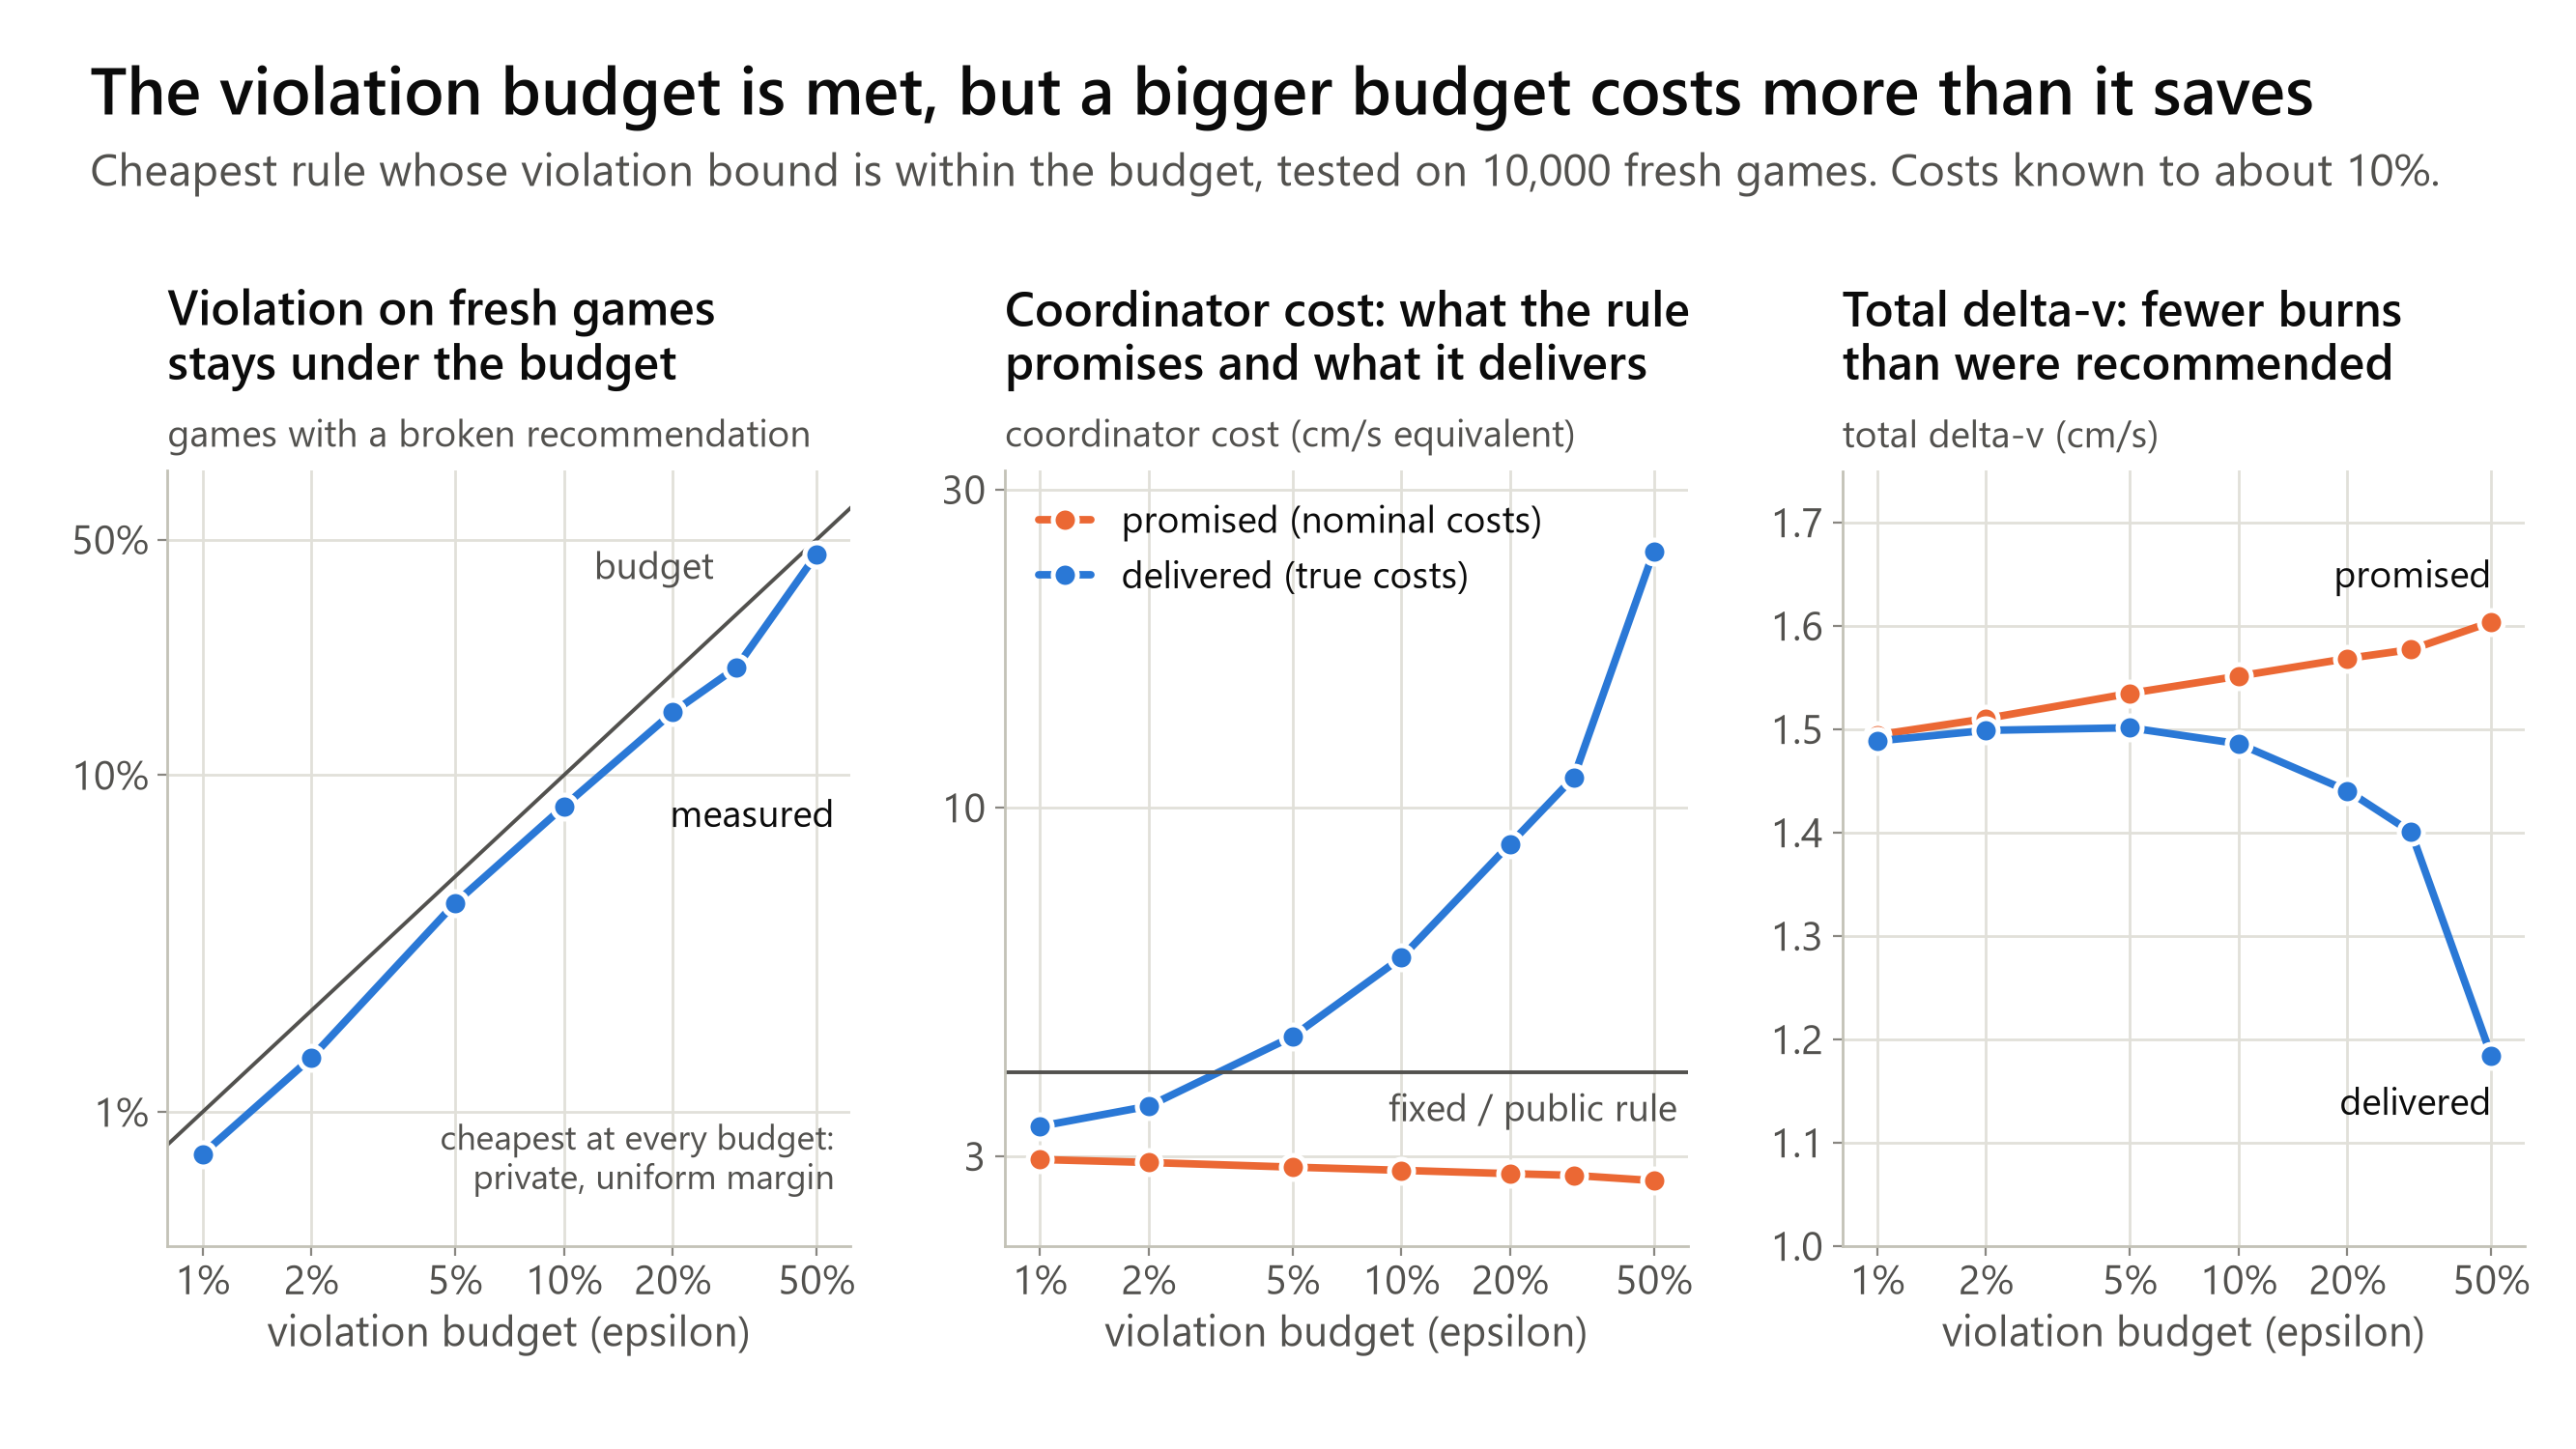 The violation budget is met, but a bigger budget costs more than it saves
Cheapest rule whose violation bound is within the budget, tested on 10,000 fresh games. Costs known to about 10%.
Violation on fresh games
stays under the budget
games with a broken recommendation
50%
10%
1%
budget
measured
cheapest at every budget:
private, uniform margin
1% 2% 5% 10% 20% 50%
violation budget (epsilon)
Coordinator cost: what the rule
promises and what it delivers
coordinator cost (cm/s equivalent)
30
10
3
promised (nominal costs)
delivered (true costs)
fixed / public rule
1% 2% 5% 10% 20% 50%
violation budget (epsilon)
Total delta-v: fewer burns
than were recommended
total delta-v (cm/s)
1.7
1.6
1.5
1.4
1.3
1.2
1.1
1.0
promised
delivered
1% 2% 5% 10% 20% 50%
violation budget (epsilon)